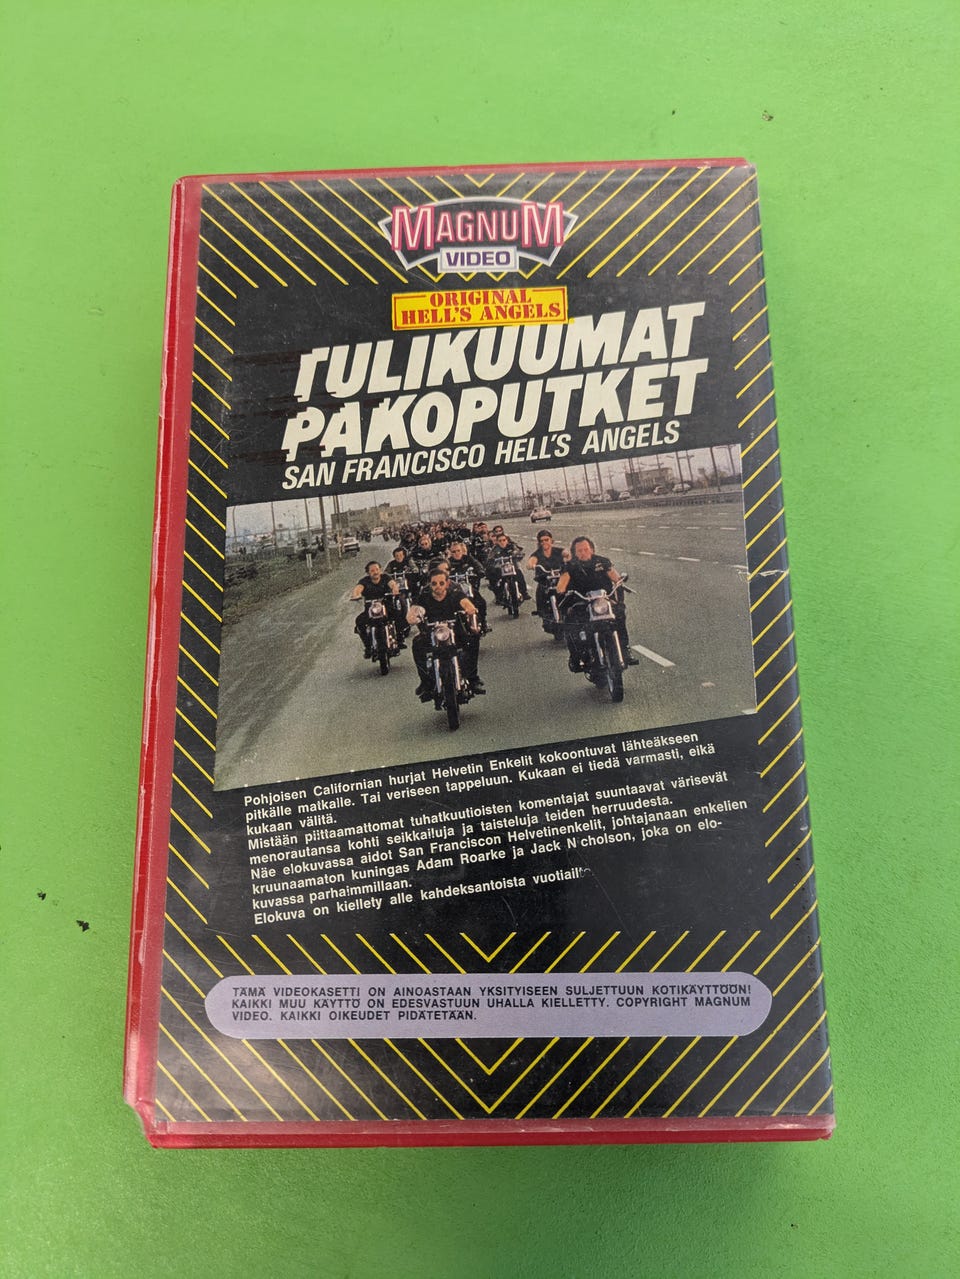 MAGNUM
VIDEO
ORIGINAL
HELL'S ANGELS
TULIKUUMAT
PAKOPUTKET
SAN FRANCISCO HELL'S ANGELS
Pohjoisen Californian hurjat Helvetin Enkelit kokoontuvat lähteäkseen
pitkälle matkalle. Tai veriseen tappeluun. Kukaan ei tiedä varmasti, eikä
kukaan välitä.
Mistään piittaamattomat tuhatkuutioisten komentajat suuntaavat värisevät
menorautansa kohti seikkailuja ja taisteluja teiden herruudesta.
Näe elokuvassa aidot San Franciscon Helvetinenkelit, johtajanaan enkelien
kruunaamaton kuningas Adam Roarke ja Jack N cholson, joka on elo-
kuvassa parhaimmillaan.
Elokuva on kiellety alle kahdeksantoista vuotiaill
TÄMÄ VIDEOKASETTI ON AINOASTAAN YKSITYISEEN SULJETTUUN KOTIKÄYTTÖÖN!
KAIKKI MUU KÄYTTÖ ON EDESVASTUUN UHALLA KIELLETTY. COPYRIGHT MAGNUM
VIDEO. KAIKKI OIKEUDET PIDÄTETÄÄN.